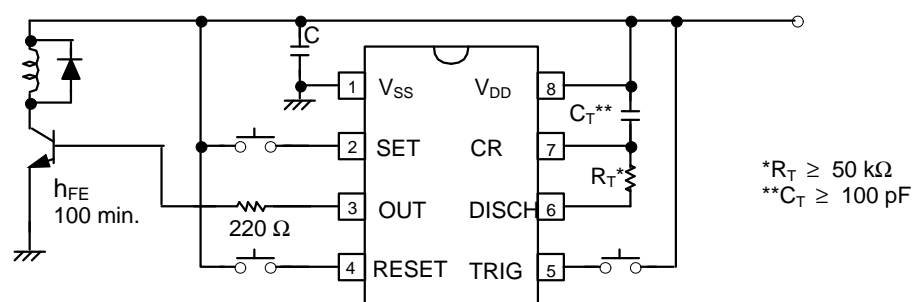 C
1 V_SS V_DD 8
C_T**
2 SET CR 7
R_T*
*R_T ≥ 50 kΩ
**C_T ≥ 100 pF
h_FE
100 min.
220 Ω
3 OUT DISCH 6
4 RESET TRIG 5